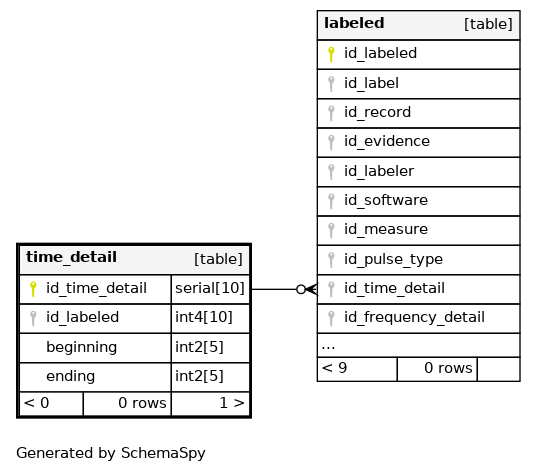 labeled [table]
id_labeled
id_label
id_record
id_evidence
id_labeler
id_software
id_measure
id_pulse_type
id_time_detail
id_frequency_detail
...
< 9 0 rows
time_detail [table]
id_time_detail serial[10]
id_labeled int4[10]
beginning int2[5]
ending int2[5]
< 0 0 rows 1 >
Generated by SchemaSpy